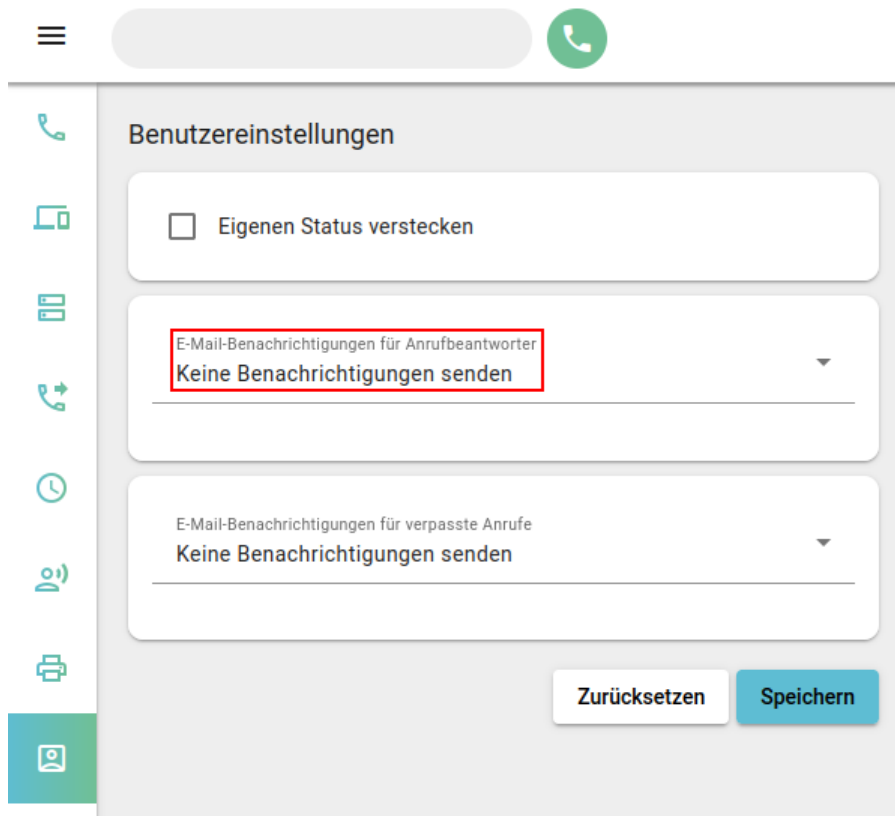 Benutzereinstellungen
Eigenen Status verstecken
E-Mail-Benachrichtigungen für Anrufbeantworter
Keine Benachrichtigungen senden
E-Mail-Benachrichtigungen für verpasste Anrufe
Keine Benachrichtigungen senden
Zurücksetzen
Speichern